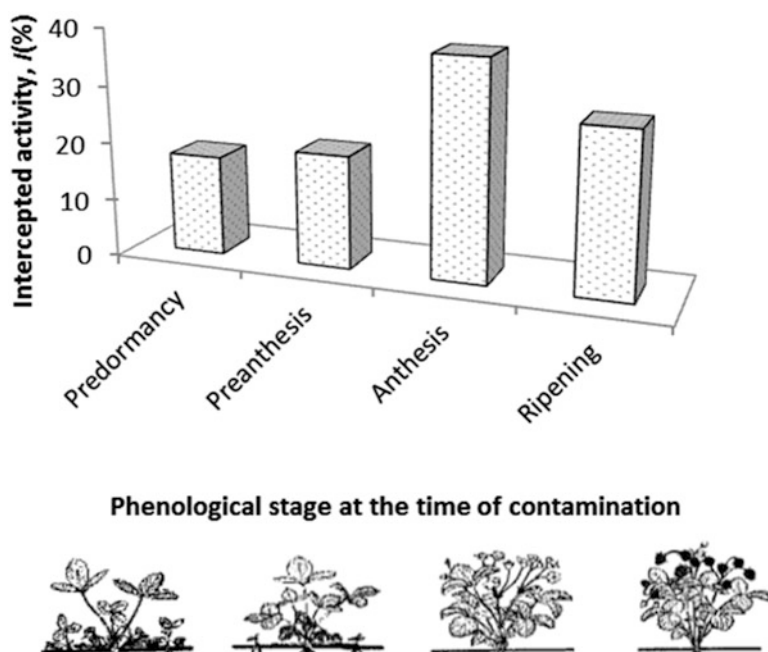 Intercepted activity, I(%)
40
30
20
10
0
Predormancy
Preanthesis
Anthesis
Ripening
Phenological stage at the time of contamination